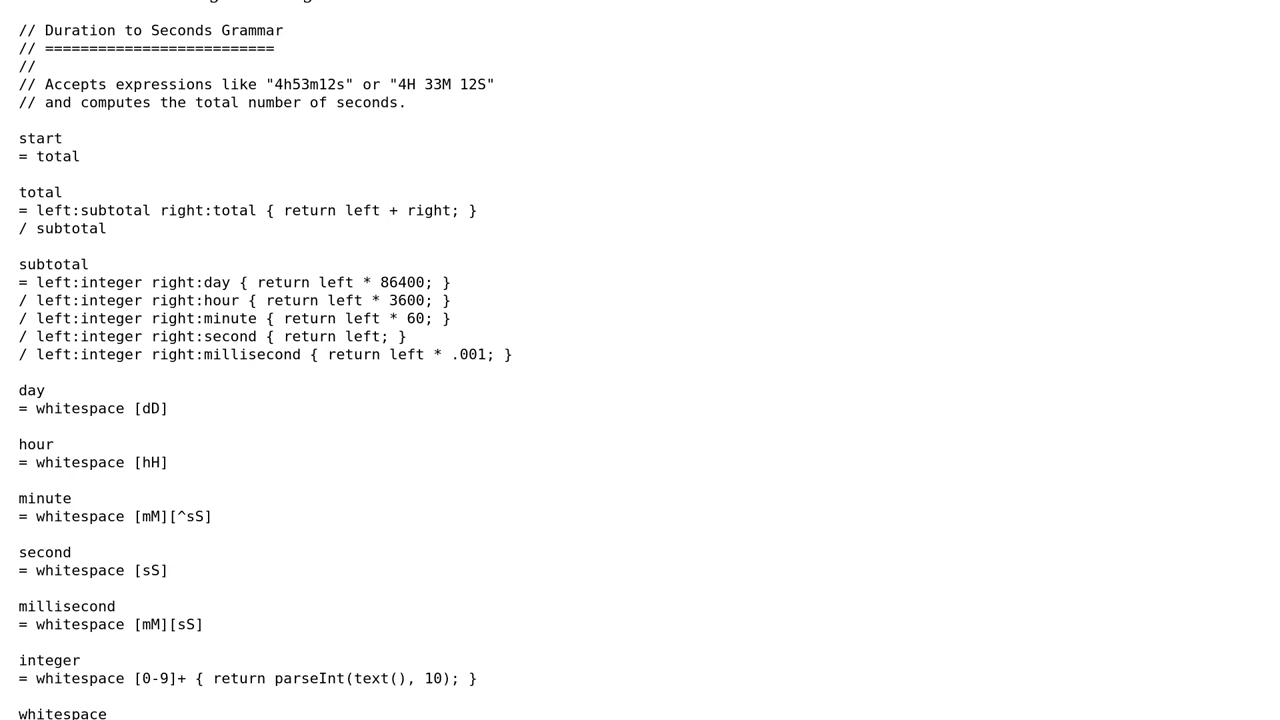 // Duration to Seconds Grammar
// ==========================
//
// Accepts expressions like "4h53m12s" or "4H 33M 12S"
// and computes the total number of seconds.
start
= total
total
= left:subtotal right:total { return left + right; }
/ subtotal
subtotal
= left:integer right:day { return left * 86400; }
/ left:integer right:hour { return left * 3600; }
/ left:integer right:minute { return left * 60; }
/ left:integer right:second { return left; }
/ left:integer right:millisecond { return left * .001; }
day
= whitespace [dD]
hour
= whitespace [hH]
minute
= whitespace [mM][^sS]
second
= whitespace [sS]
millisecond
= whitespace [mM][sS]
integer
= whitespace [0-9]+ { return parseInt(text(), 10); }
whitespace